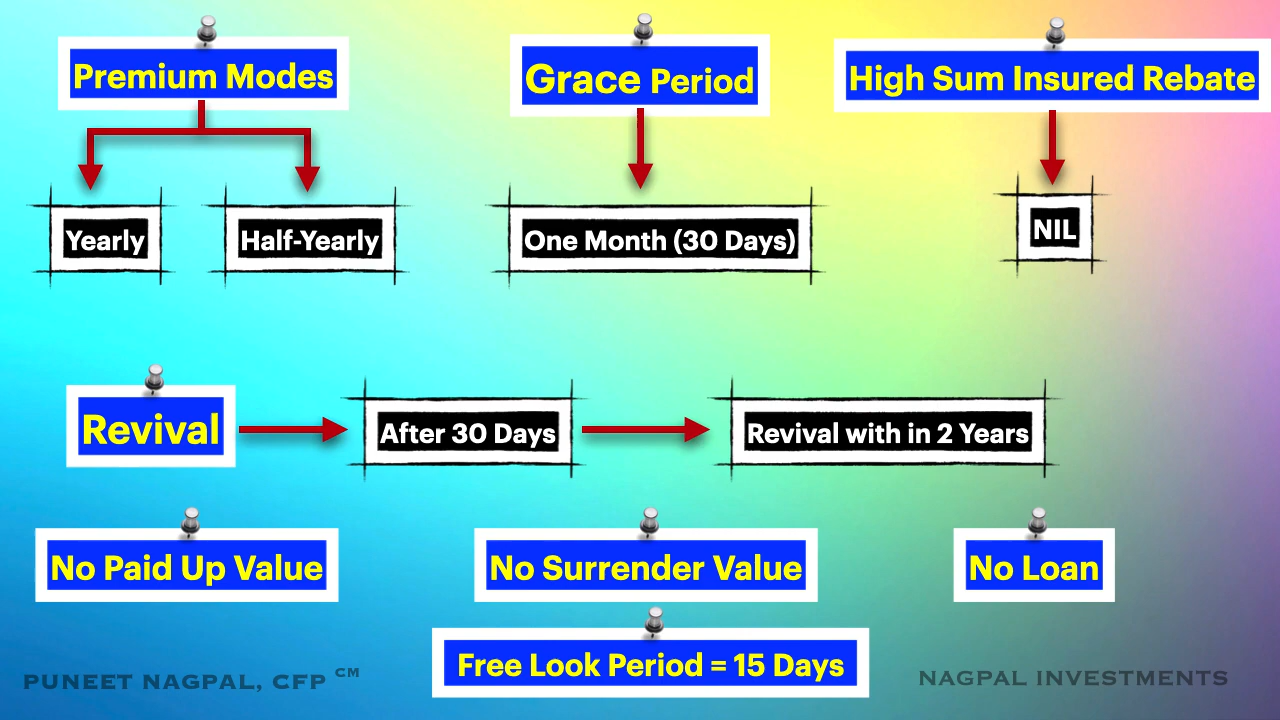 Premium Modes
Grace Period
High Sum Insured Rebate
Yearly
Half-Yearly
One Month (30 Days)
NIL
Revival
After 30 Days
Revival with in 2 Years
No Paid Up Value
No Surrender Value
No Loan
Free Look Period = 15 Days
PUNEET NAGPAL, CFP CM
NAGPAL INVESTMENTS